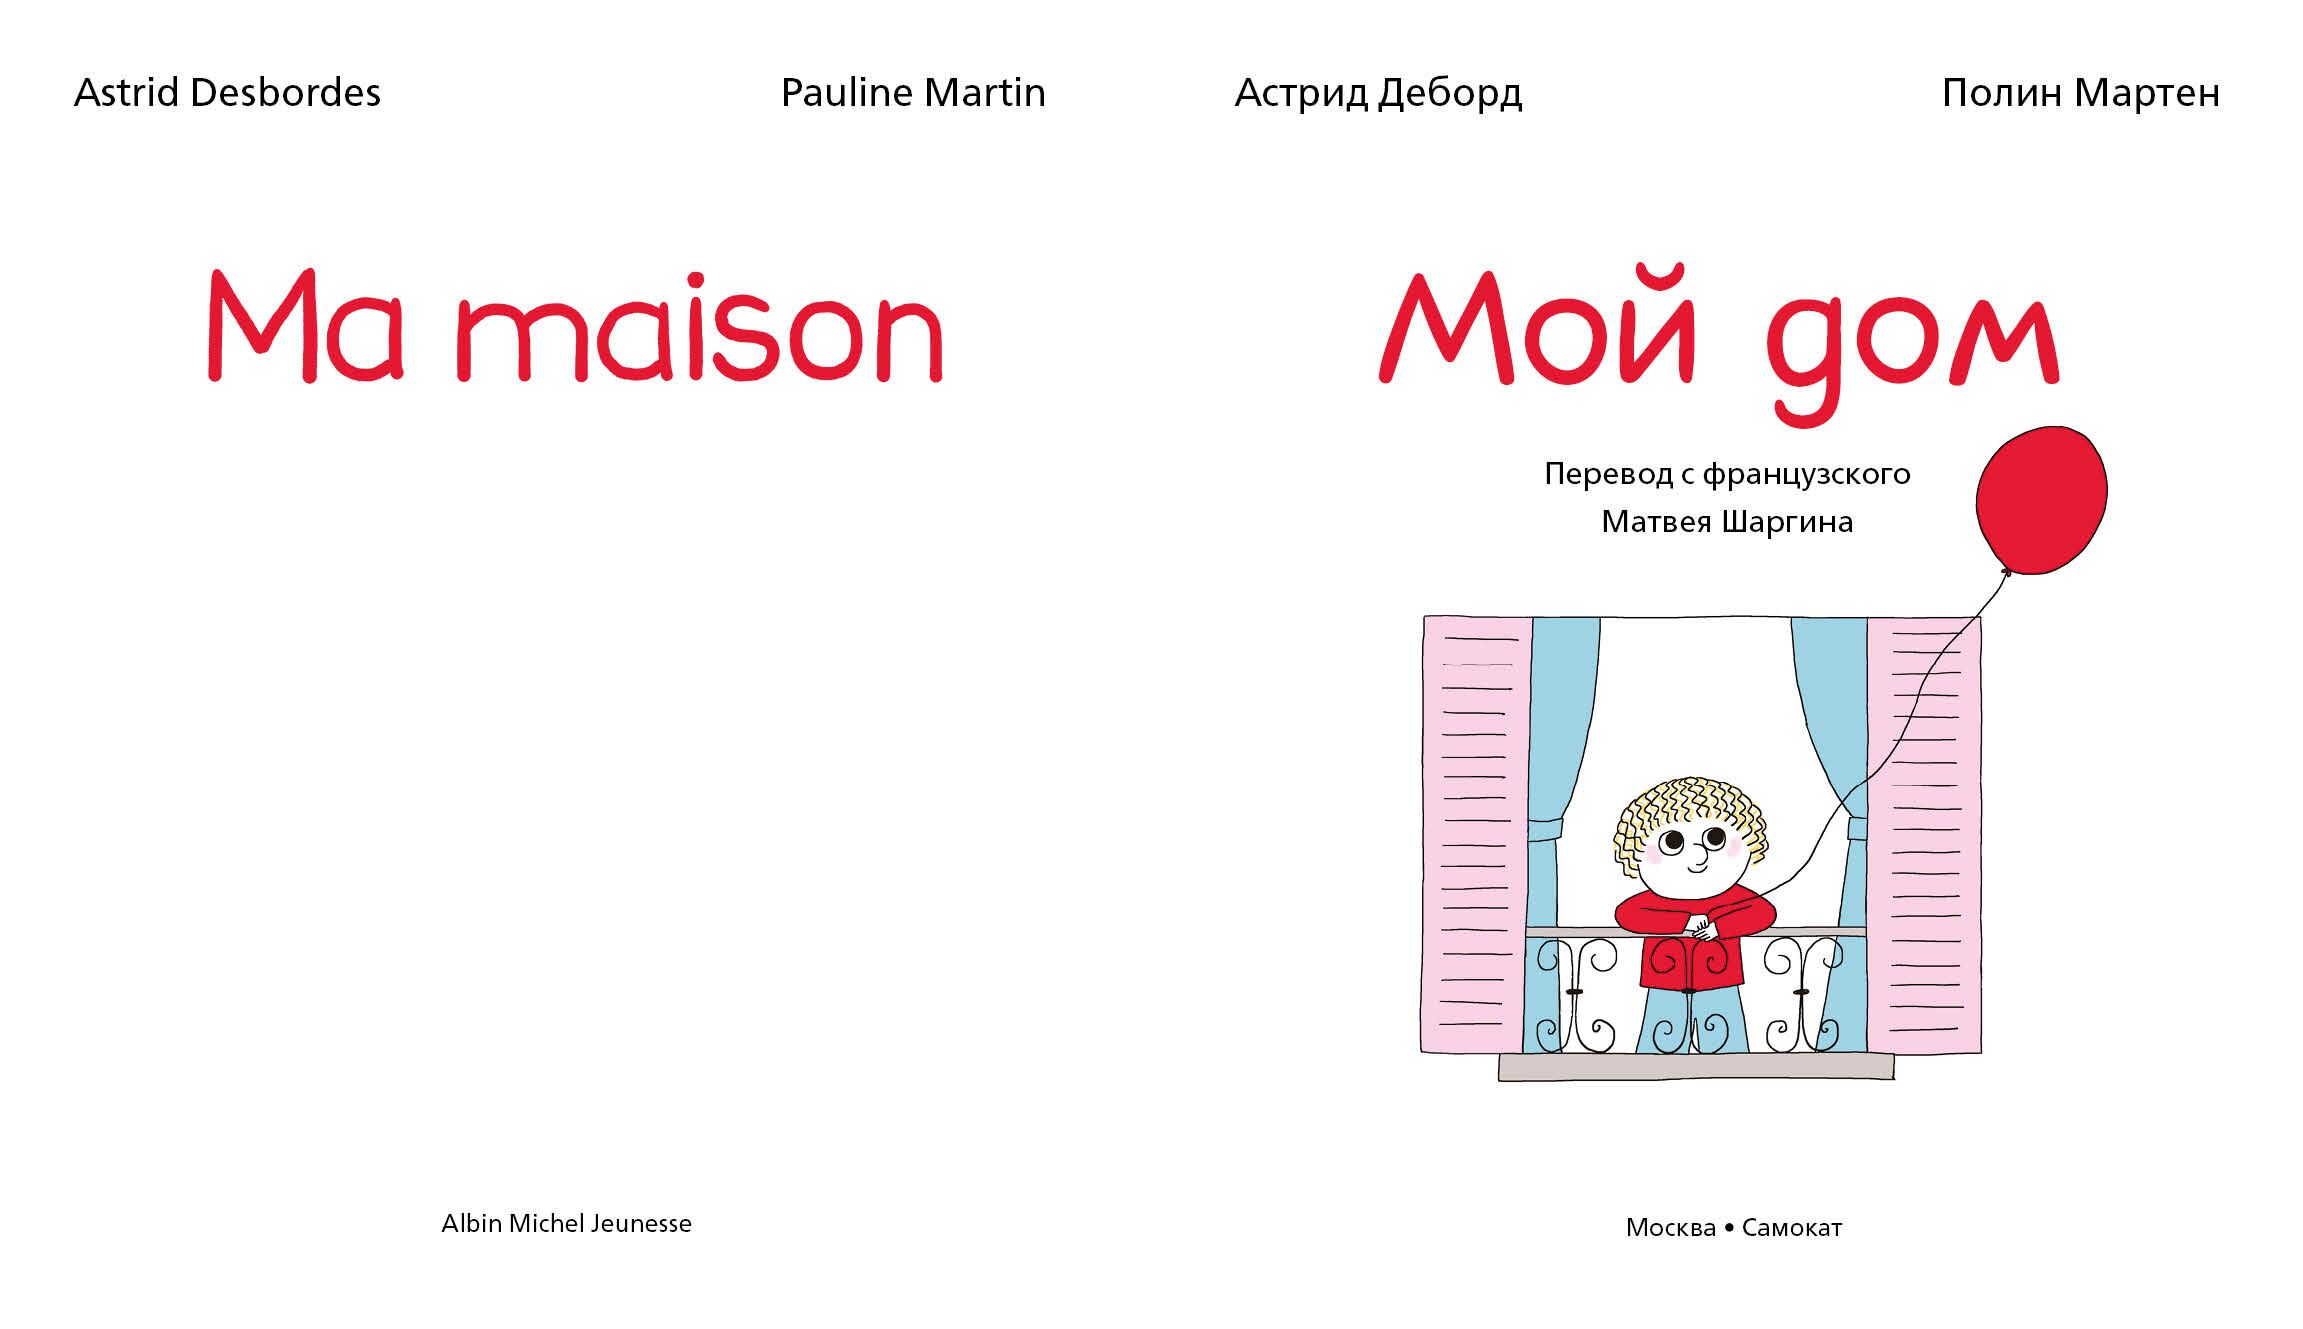 Astrid Desbordes
Pauline Martin
Ma maison
Albin Michel Jeunesse
Астрид Деборд
Полин Мартен
Мой дом
Перевод с французского
Матвея Шаргина
Москва • Самокат